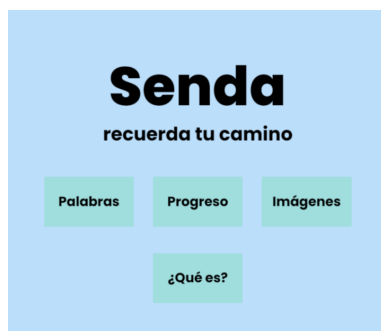 Senda
recuerda tu camino
Palabras Progreso Imágenes
¿Qué es?